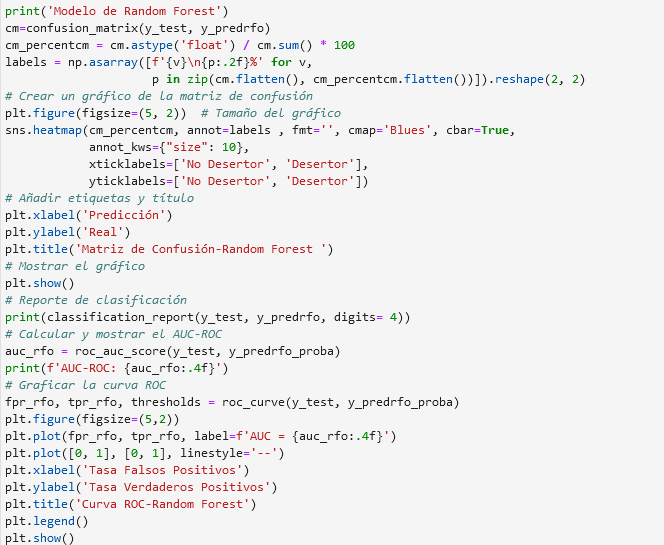 print('Modelo de Random Forest')
cm=confusion_matrix(y_test, y_predrfo)
cm_percentcm = cm.astype('float') / cm.sum() * 100
labels = np.asarray([f'{v}\n{p:.2f}%' for v,
                     p in zip(cm.flatten(), cm_percentcm.flatten())]).reshape(2, 2)
# Crear un gráfico de la matriz de confusión
plt.figure(figsize=(5, 2))  # Tamaño del gráfico
sns.heatmap(cm_percentcm, annot=labels , fmt='', cmap='Blues', cbar=True,
            annot_kws={"size": 10},
            xticklabels=['No Desertor', 'Desertor'],
            yticklabels=['No Desertor', 'Desertor'])
# Añadir etiquetas y título
plt.xlabel('Predicción')
plt.ylabel('Real')
plt.title('Matriz de Confusión-Random Forest ')
# Mostrar el gráfico
plt.show()
# Reporte de clasificación
print(classification_report(y_test, y_predrfo, digits= 4))
# Calcular y mostrar el AUC-ROC
auc_rfo = roc_auc_score(y_test, y_predrfo_proba)
print(f'AUC-ROC: {auc_rfo:.4f}')
# Graficar la curva ROC
fpr_rfo, tpr_rfo, thresholds = roc_curve(y_test, y_predrfo_proba)
plt.figure(figsize=(5,2))
plt.plot(fpr_rfo, tpr_rfo, label=f'AUC = {auc_rfo:.4f}')
plt.plot([0, 1], [0, 1], linestyle='--')
plt.xlabel('Tasa Falsos Positivos')
plt.ylabel('Tasa Verdaderos Positivos')
plt.title('Curva ROC-Random Forest')
plt.legend()
plt.show()